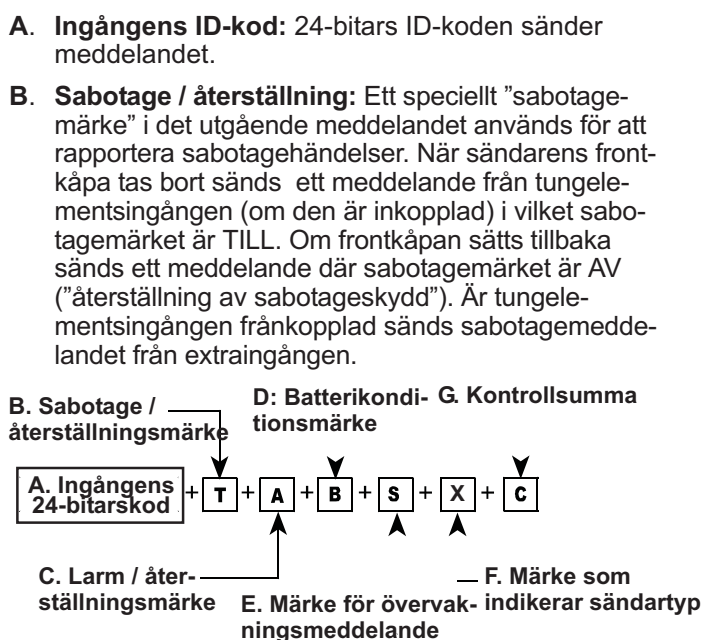 A. Ingångens ID-kod: 24-bitars ID-koden sänder
meddelandet.
B. Sabotage / återställning: Ett speciellt ”sabotage-
märke” i det utgående meddelandet används för att
rapportera sabotagehändelser. När sändarens front-
kåpa tas bort sänds ett meddelande från tungele-
mentsingången (om den är inkopplad) i vilket sabo-
tagemärket är TILL. Om frontkåpan sätts tillbaka
sänds ett meddelande där sabotagemärket är AV
(”återställning av sabotageskydd”). Är tungele-
mentsingången frånkopplad sänds sabotagemedde-
landet från extraingången.
B. Sabotage /
återställningsmärke
D: Batterikondi-
tionsmärke
G. Kontrollsumma
A. Ingångens
24-bitarskod
+ T + A + B + S + X + C
C. Larm / åter-
ställningsmärke
E. Märke för övervak-
ningsmeddelande
F. Märke som
indikerar sändartyp